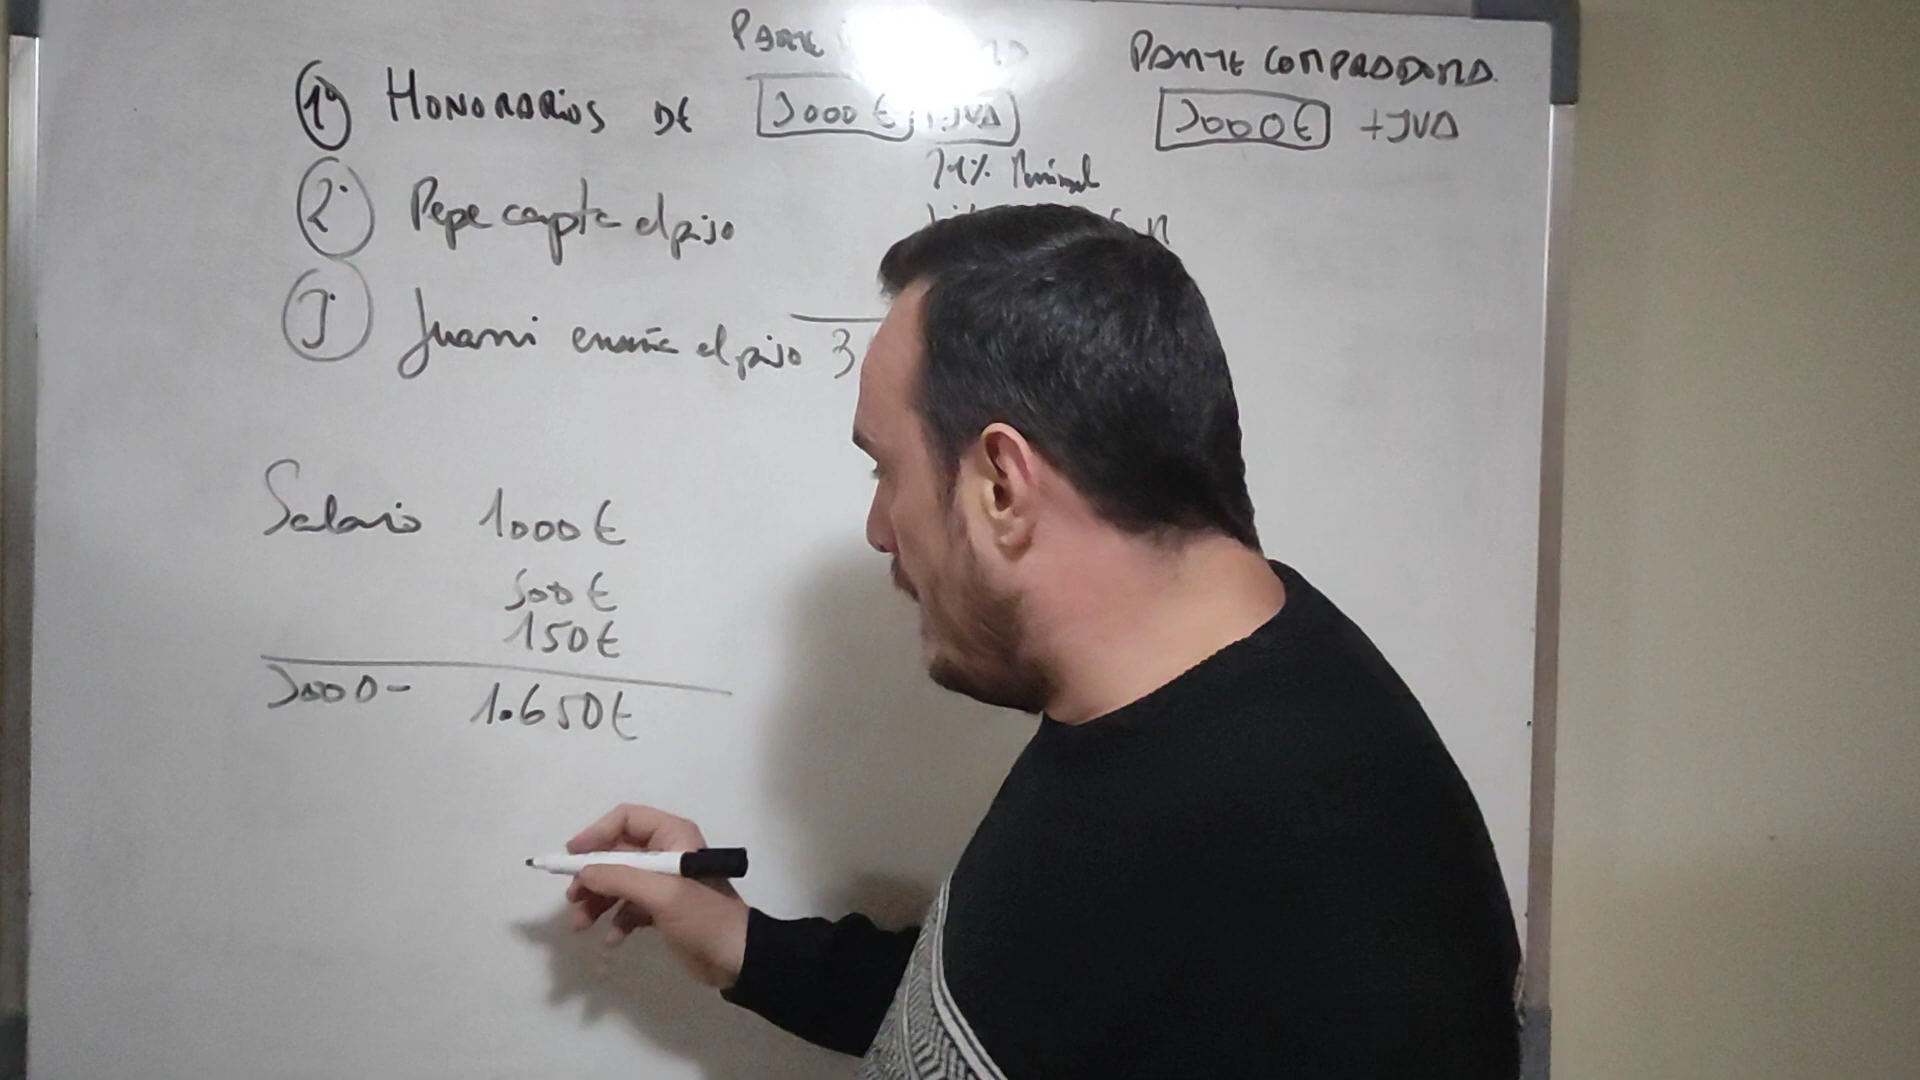 PARTE
PARTE COMPRADORA
1º HONORARIOS DE 3000 € + IVA
3000 € + IVA
2º Pepe capta el piso
3º Juani enseña el piso 3
Salario 1000 €
500 €
150 €
3000 - 1.650 €